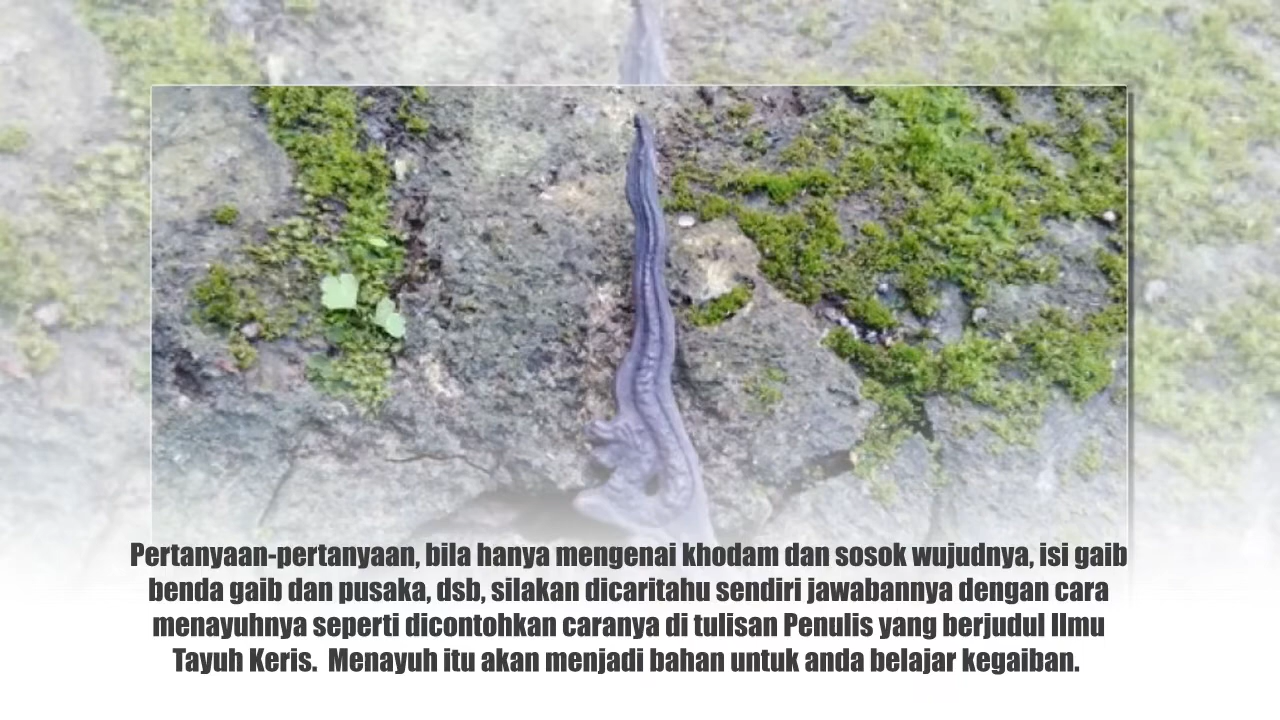 Pertanyaan-pertanyaan, bila hanya mengenai khodam dan sosok wujudnya, isi gaib
benda gaib dan pusaka, dsb, silakan dicaritahu sendiri jawabannya dengan cara
menayuhnya seperti dicontohkan caranya di tulisan Penulis yang berjudul Ilmu
Tayuh Keris.  Menayuh itu akan menjadi bahan untuk anda belajar kegaiban.